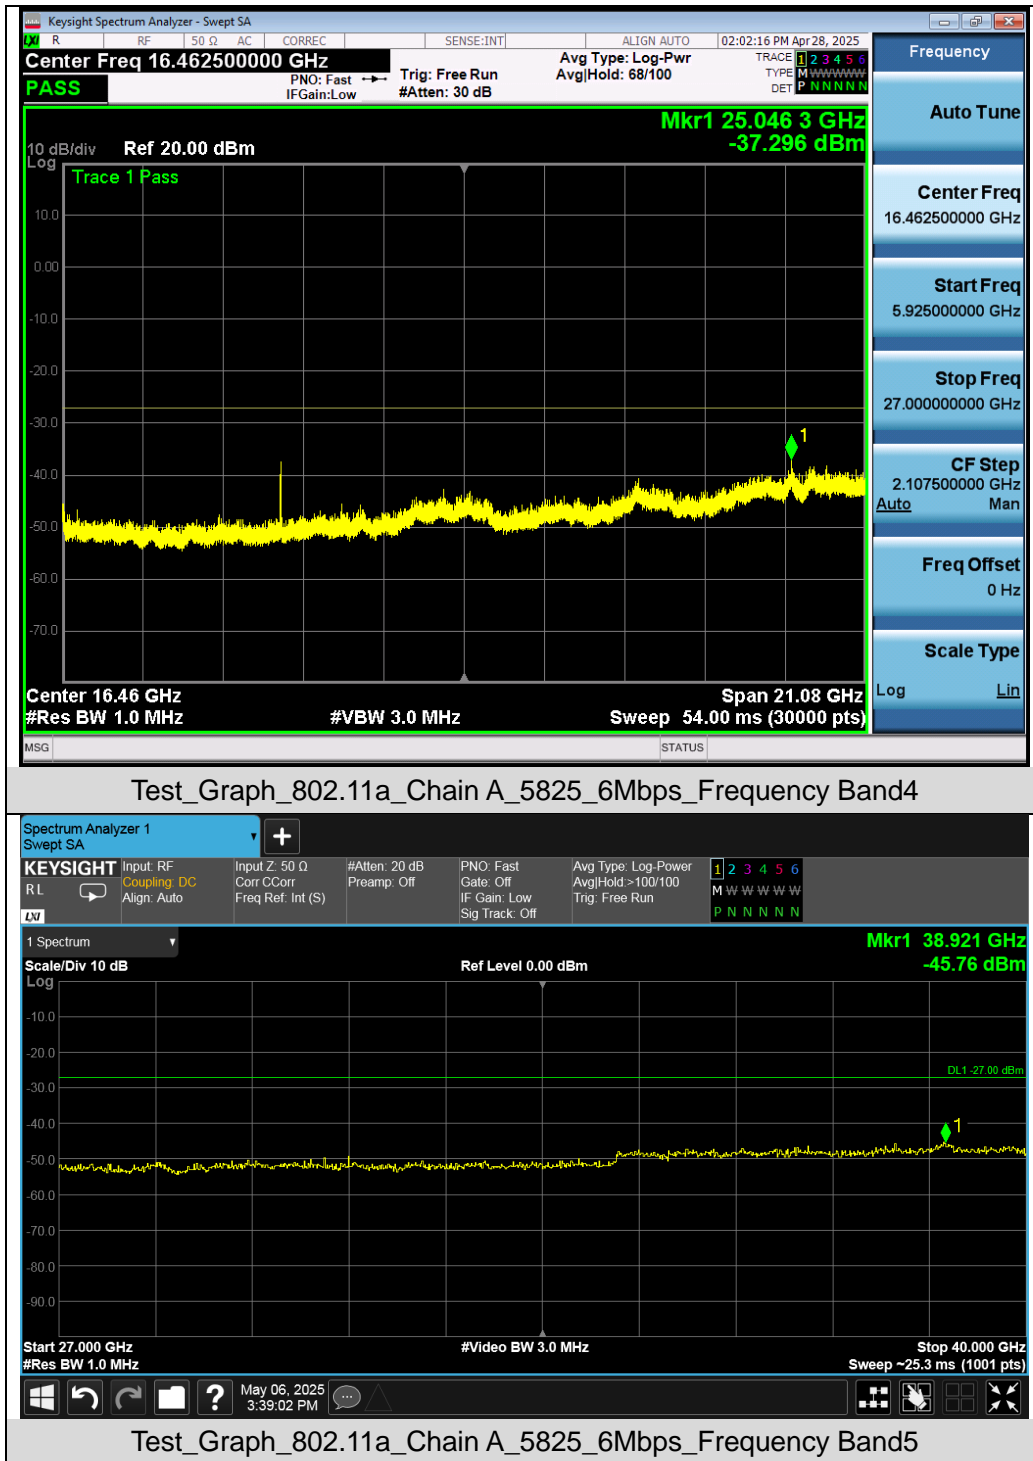 Keysight Spectrum Analyzer - Swept SA
LXI R RF 50 Ω AC CORREC SENSE:INT ALIGN AUTO 02:02:16 PM Apr 28, 2025
Center Freq 16.462500000 GHz
PASS
PNO: Fast
IFGain:Low
Trig: Free Run
#Atten: 30 dB
Avg Type: Log-Pwr
Avg|Hold: 68/100
TRACE 1 2 3 4 5 6
TYPE M W W W W W
DET P N N N N N
Mkr1 25.046 3 GHz
-37.296 dBm
10 dB/div Ref 20.00 dBm
Log
Trace 1 Pass
10.0
0.00
-10.0
-20.0
-30.0
1
-40.0
-50.0
-60.0
-70.0
Center 16.46 GHz Span 21.08 GHz
#Res BW 1.0 MHz #VBW 3.0 MHz Sweep 54.00 ms (30000 pts)
MSG STATUS
Frequency
Auto Tune
Center Freq
16.462500000 GHz
Start Freq
5.925000000 GHz
Stop Freq
27.000000000 GHz
CF Step
2.107500000 GHz
Auto Man
Freq Offset
0 Hz
Scale Type
Log Lin
Test_Graph_802.11a_Chain A_5825_6Mbps_Frequency Band4
Spectrum Analyzer 1
Swept SA
+
KEYSIGHT
R L
LXI
Input: RF
Coupling: DC
Align: Auto
Input Z: 50 Ω
Corr CCorr
Freq Ref: Int (S)
#Atten: 20 dB
Preamp: Off
PNO: Fast
Gate: Off
IF Gain: Low
Sig Track: Off
Avg Type: Log-Power
Avg|Hold:>100/100
Trig: Free Run
1 2 3 4 5 6
M W W W W W
P N N N N N
1 Spectrum
Mkr1 38.921 GHz
-45.76 dBm
Scale/Div 10 dB Ref Level 0.00 dBm
Log
-10.0
-20.0
DL1 -27.00 dBm
-30.0
-40.0
1
-50.0
-60.0
-70.0
-80.0
-90.0
Start 27.000 GHz #Video BW 3.0 MHz Stop 40.000 GHz
#Res BW 1.0 MHz Sweep ~25.3 ms (1001 pts)
?
May 06, 2025
3:39:02 PM
Test_Graph_802.11a_Chain A_5825_6Mbps_Frequency Band5